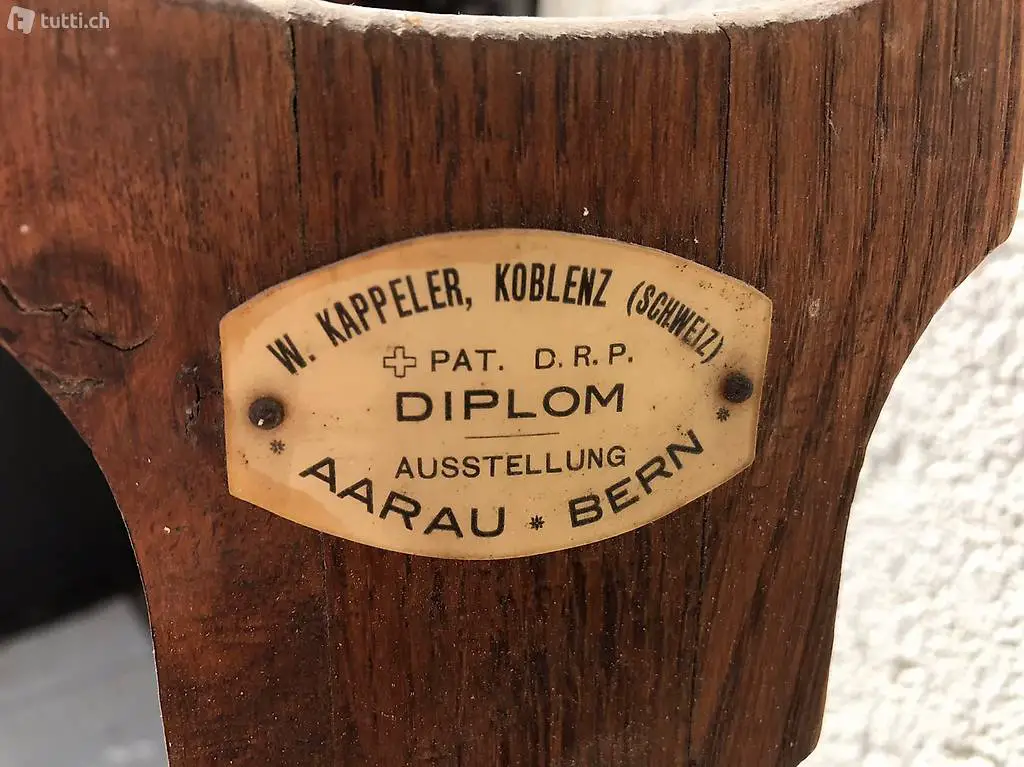 tutti.ch
W. KAPPELER, KOBLENZ (SCHWEIZ)
PAT. D.R.P.
DIPLOM
AUSSTELLUNG
* AARAU * BERN *